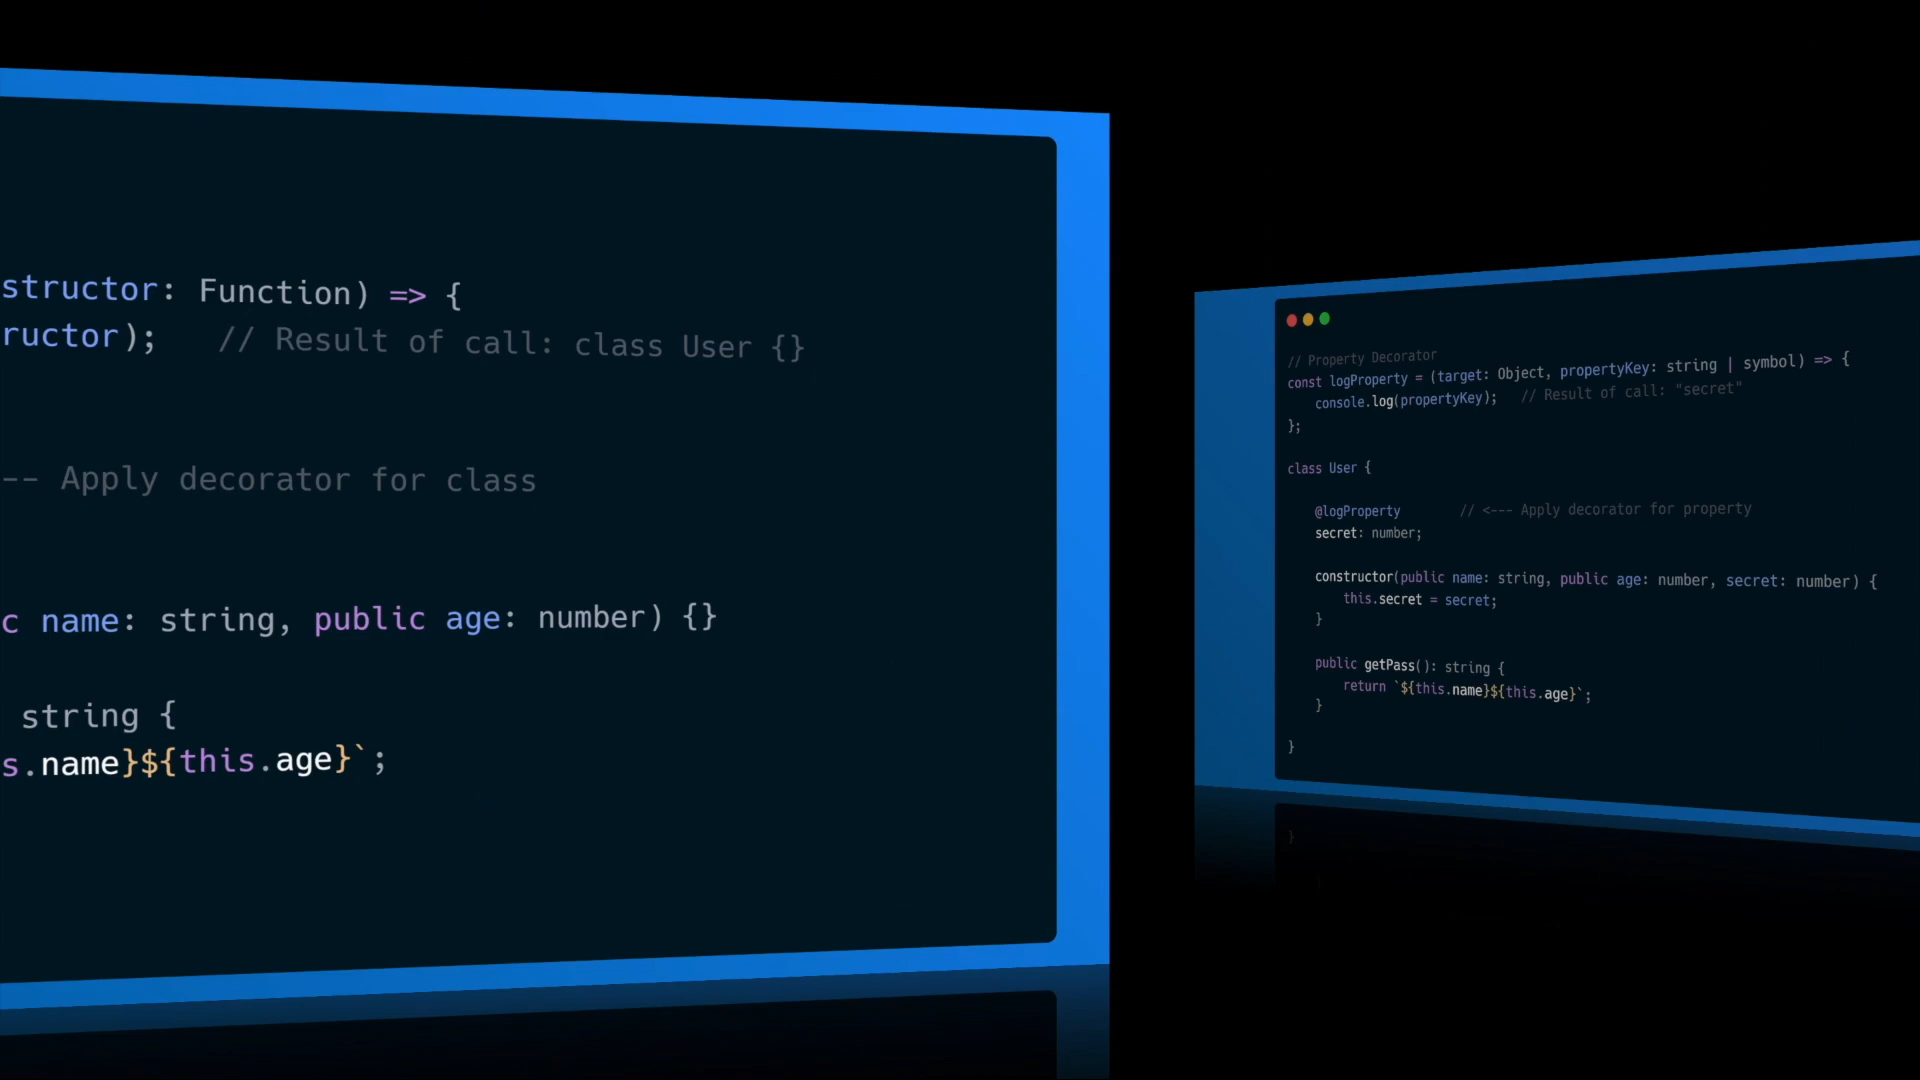 structor: Function) => {
ructor);   // Result of call: class User {}
-- Apply decorator for class
c name: string, public age: number) {}
string {
s.name}${this.age}`;
// Property Decorator
const logProperty = (target: Object, propertyKey: string | symbol) => {
    console.log(propertyKey);   // Result of call: "secret"
};
class User {
    @logProperty       // <--- Apply decorator for property
    secret: number;
    constructor(public name: string, public age: number, secret: number) {
        this.secret = secret;
    }
    public getPass(): string {
        return `${this.name}${this.age}`;
    }
}